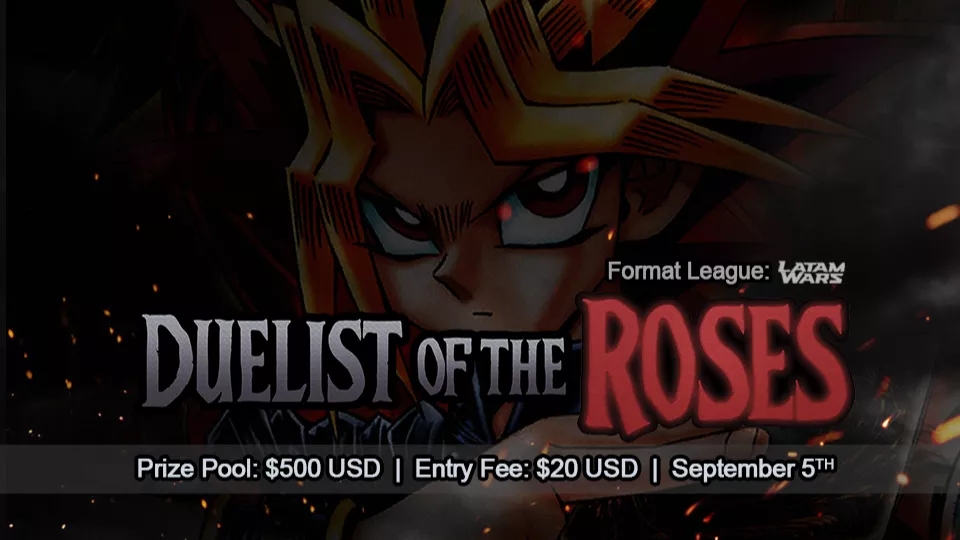 Format League: LATAM WARS
DUELIST OF THE ROSES
Prize Pool: $500 USD | Entry Fee: $20 USD | September 5TH